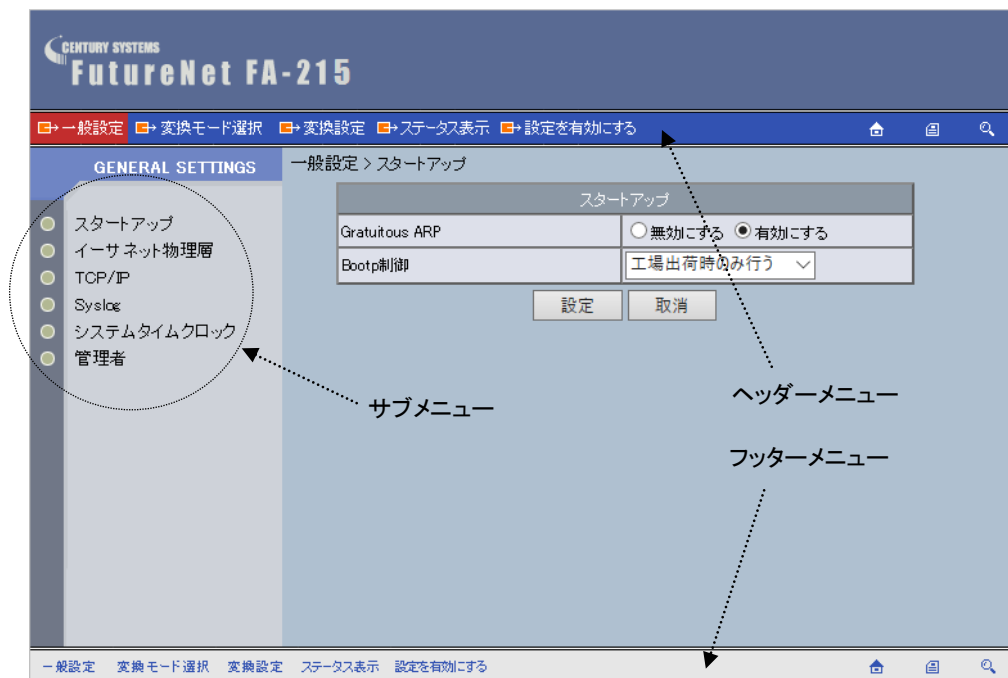 CENTURY SYSTEMS
FutureNet FA-215
一般設定 変換モード選択 変換設定 ステータス表示 設定を有効にする
GENERAL SETTINGS
一般設定 > スタートアップ
スタートアップ
Gratuitous ARP 無効にする 有効にする
Bootp制御 工場出荷時のみ行う
設定 取消
スタートアップ
イーサネット物理層
TCP/IP
Syslog
システムタイムクロック
管理者
サブメニュー
ヘッダーメニュー
フッターメニュー
一般設定 変換モード選択 変換設定 ステータス表示 設定を有効にする